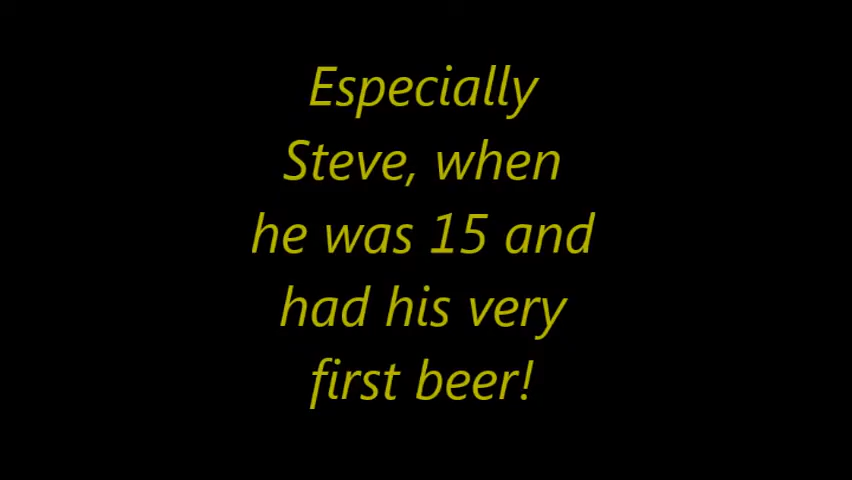 Especially
Steve, when
he was 15 and
had his very
first beer!